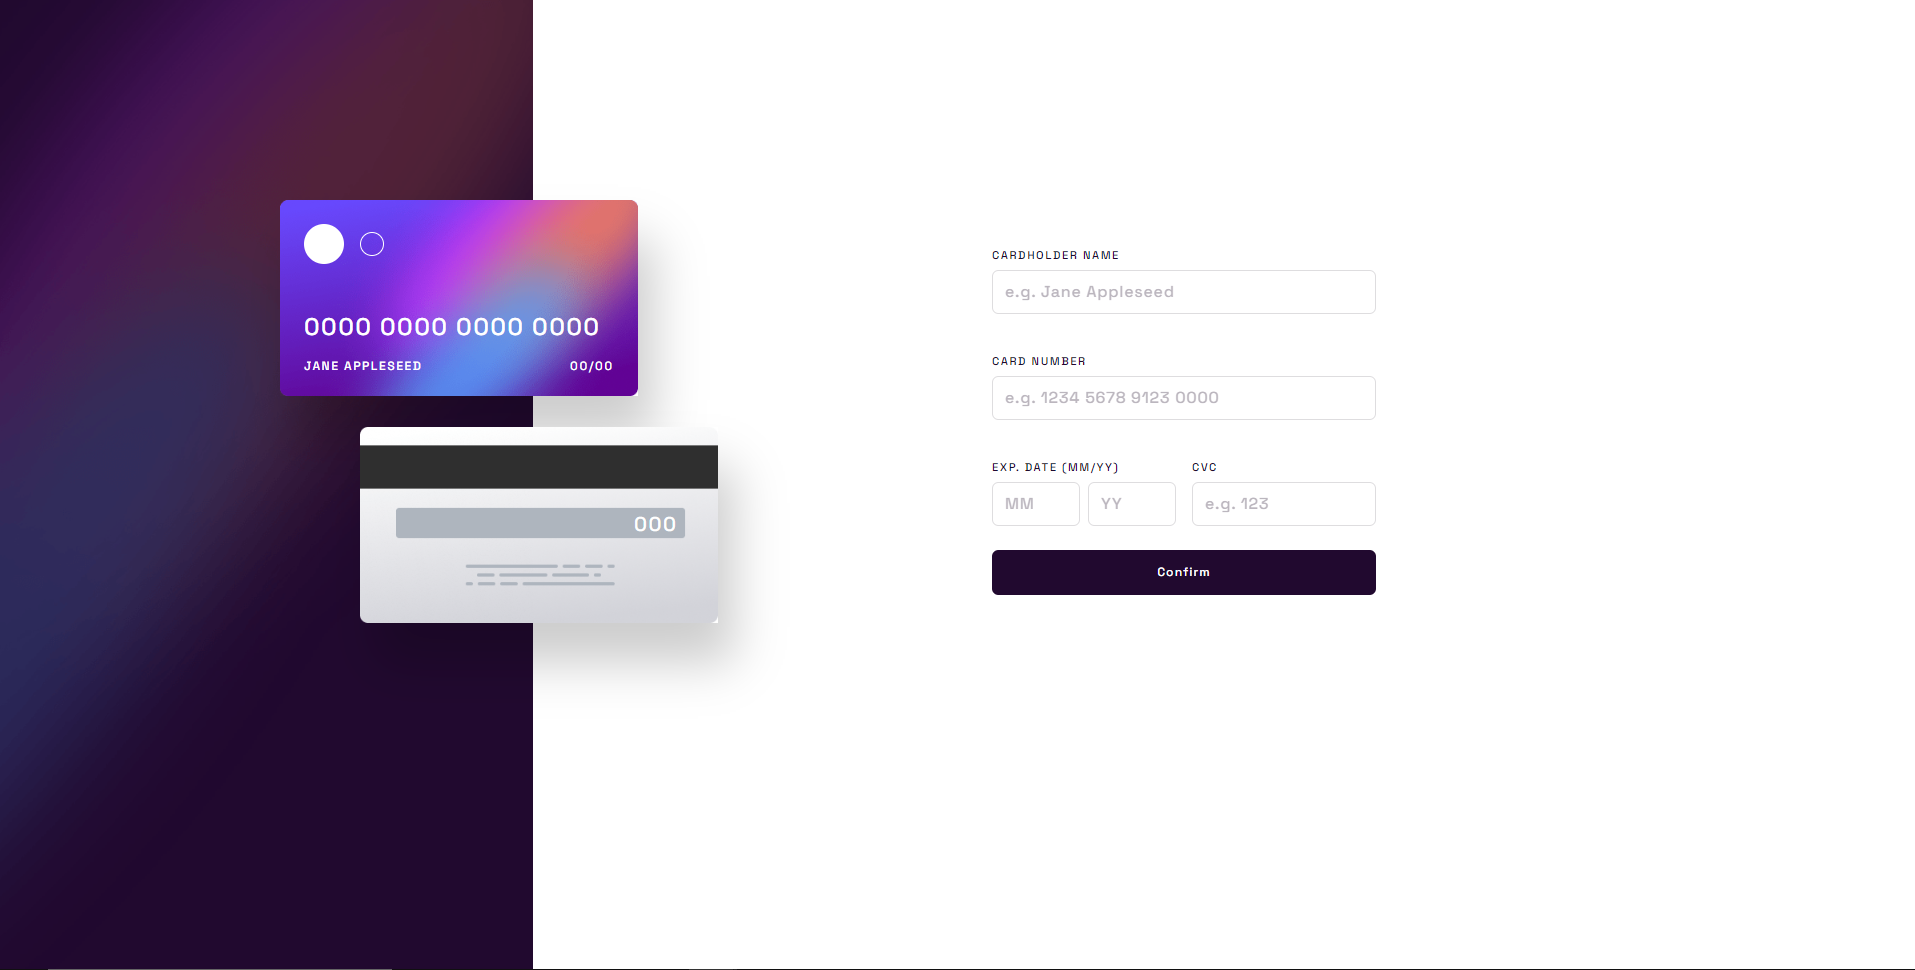 0000 0000 0000 0000
JANE APPLESEED 00/00
000
CARDHOLDER NAME
e.g. Jane Appleseed
CARD NUMBER
e.g. 1234 5678 9123 0000
EXP. DATE (MM/YY) CVC
MM YY e.g. 123
Confirm